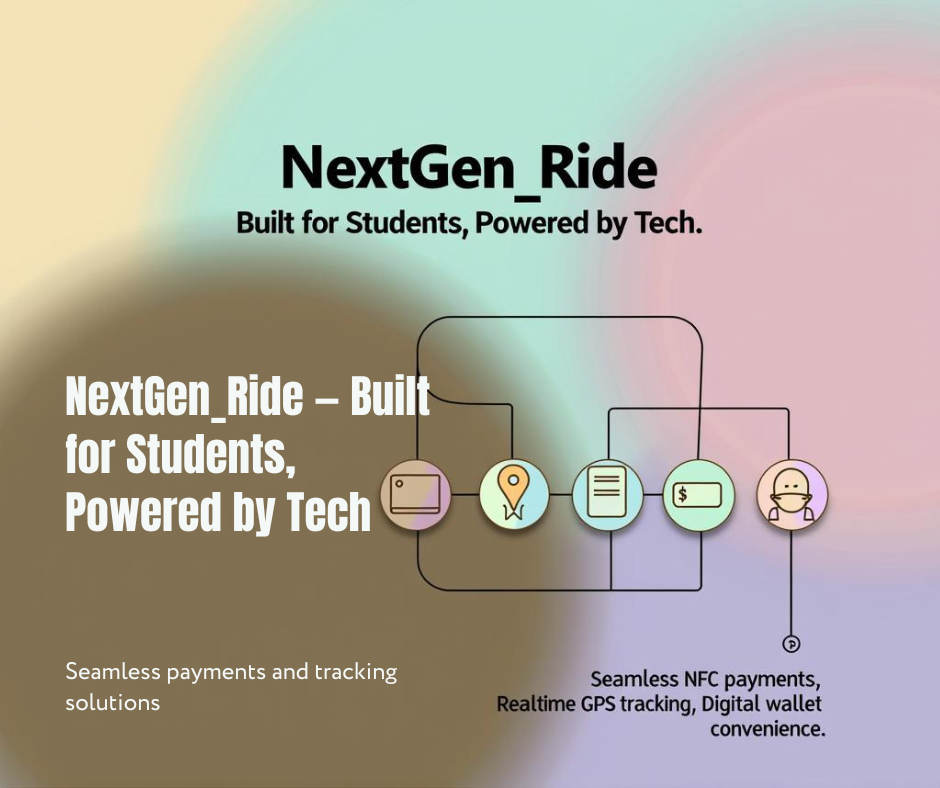 NextGen_Ride
Built for Students, Powered by Tech.
NextGen_Ride – Built
for Students,
Powered by Tech
$
Seamless payments and tracking
solutions
P
Seamless NFC payments,
Realtime GPS tracking, Digital wallet
convenience.